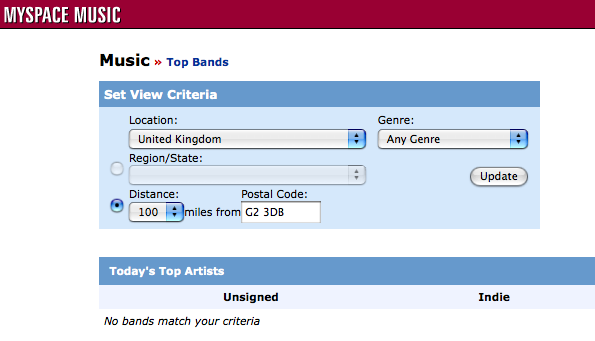 MYSPACE MUSIC
Music » Top Bands
Set View Criteria
Location: Genre:
United Kingdom Any Genre
Region/State:
Update
Distance: Postal Code:
100 miles from G2 3DB
Today's Top Artists
Unsigned Indie
No bands match your criteria